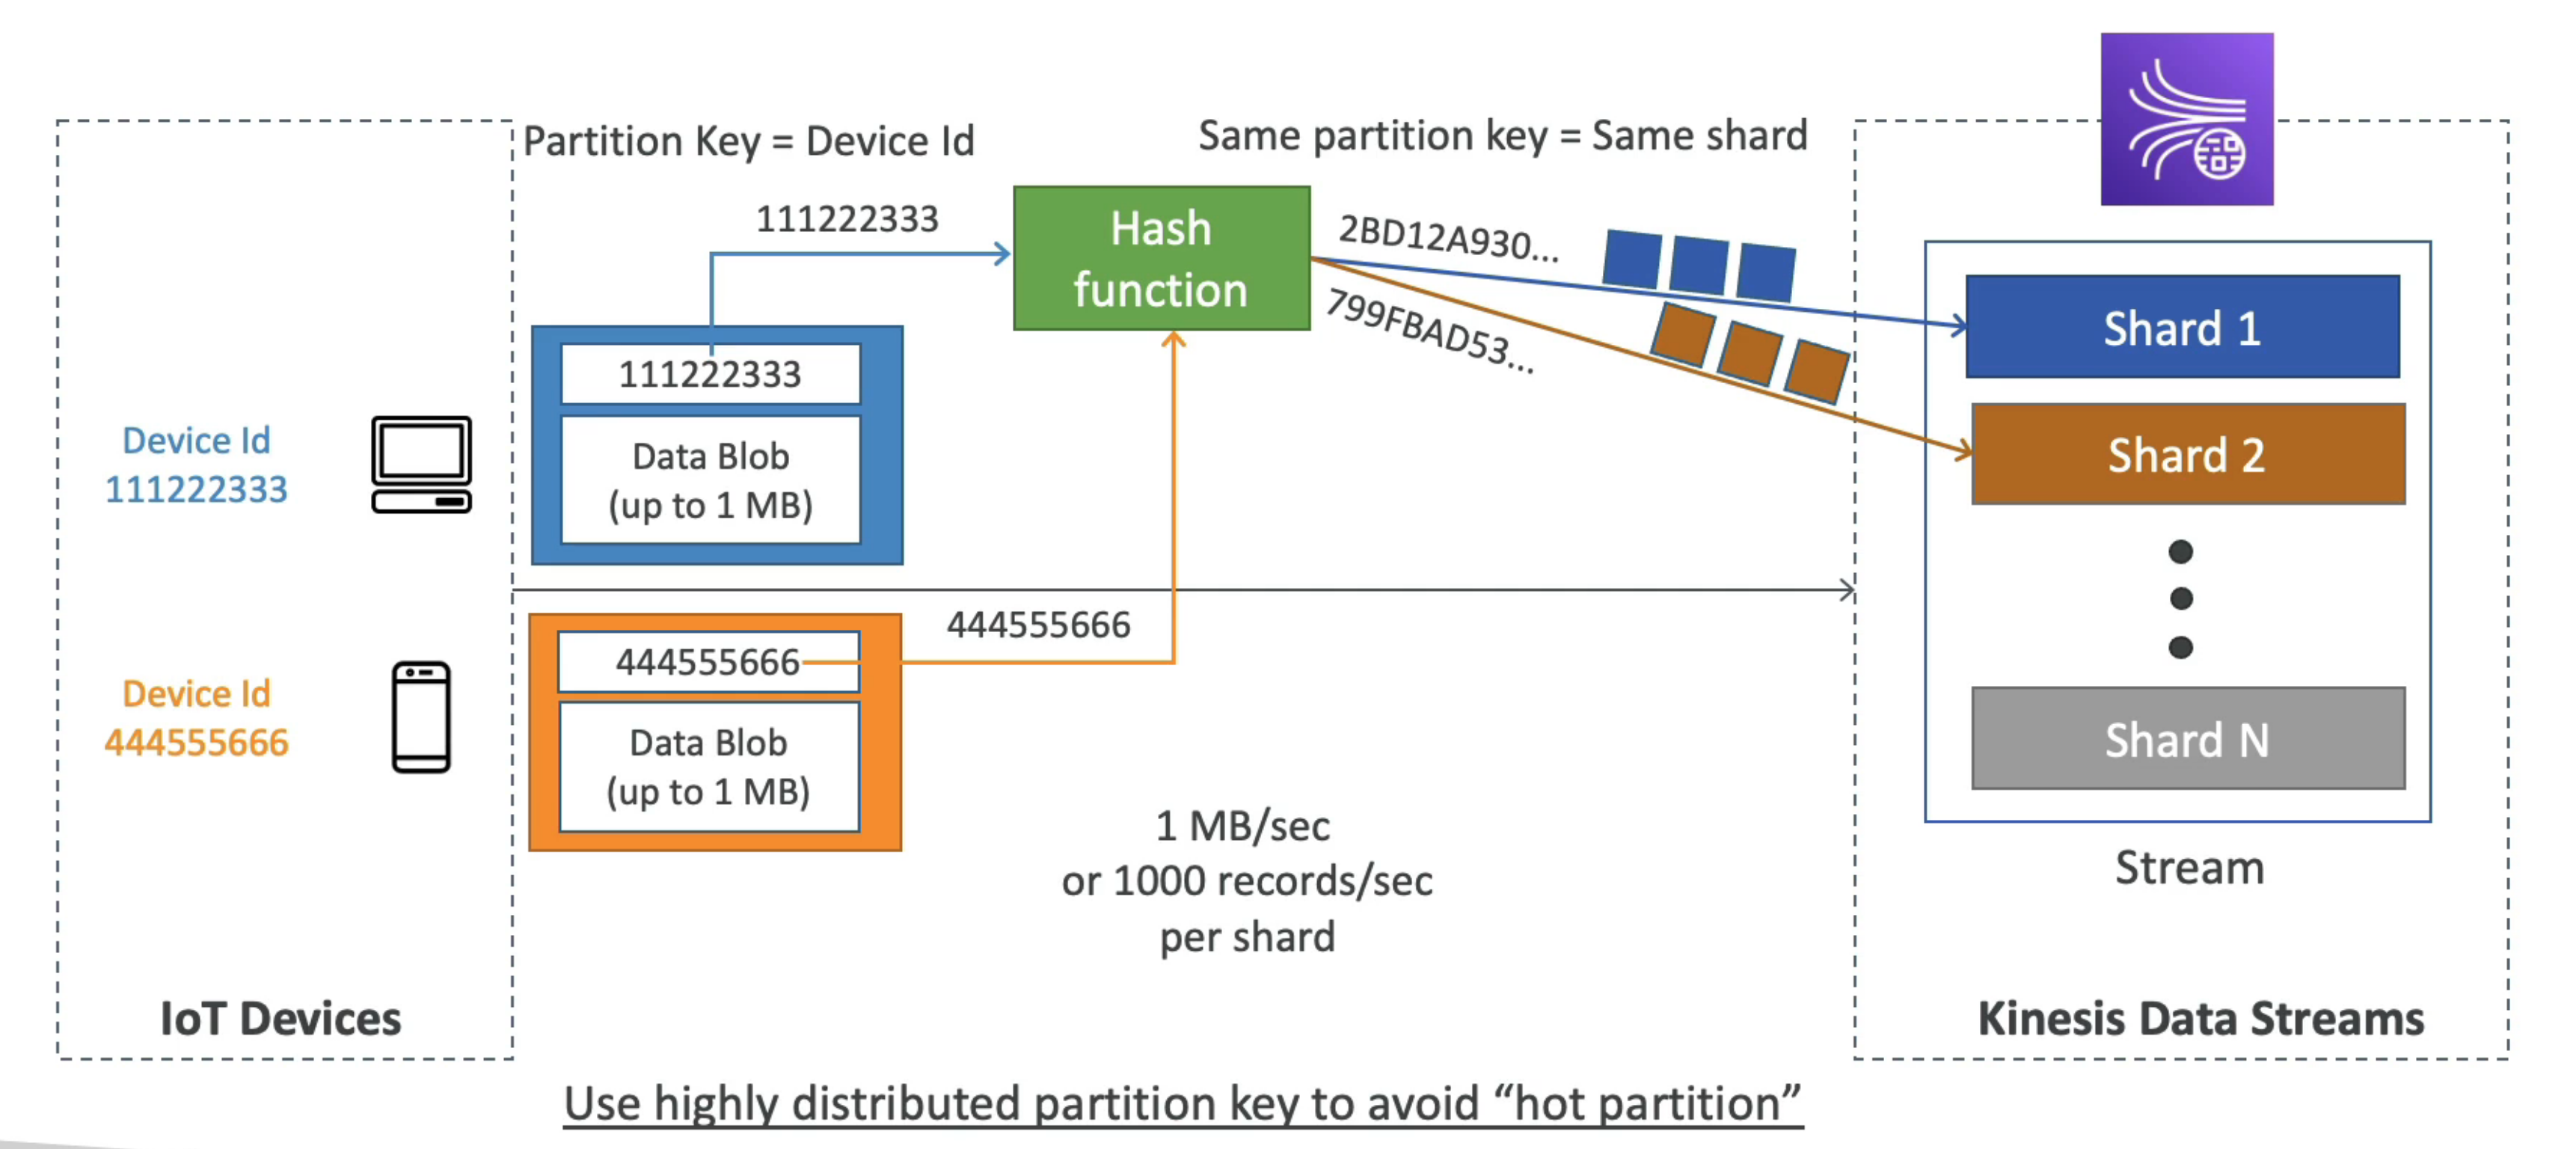 Partition Key = Device Id
Same partition key = Same shard
111222333
Hash
function
2BD12A930...
799FBAD53...
Shard 1
111222333
Data Blob
(up to 1 MB)
Device Id
111222333
Shard 2
444555666
444555666
Data Blob
(up to 1 MB)
Device Id
444555666
Shard N
1 MB/sec
or 1000 records/sec
per shard
Stream
IoT Devices
Kinesis Data Streams
Use highly distributed partition key to avoid “hot partition”